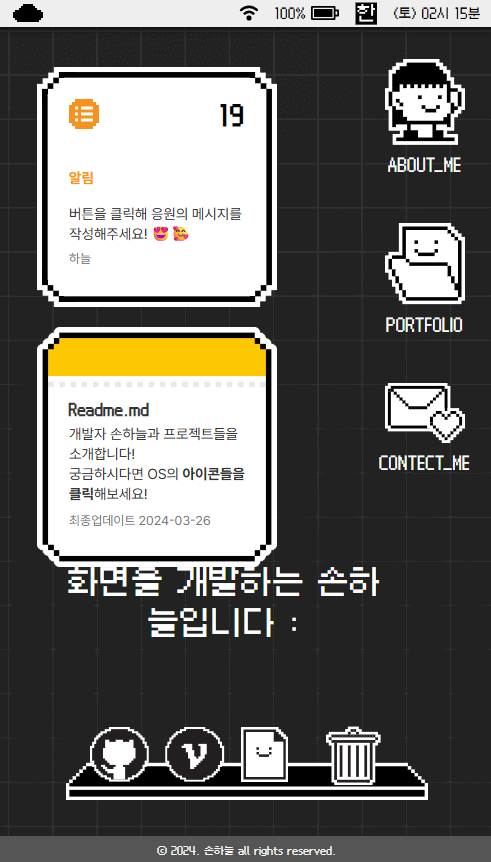 100% 한 (토) 02시 15분
19
알림
버튼을 클릭해 응원의 메시지를
작성해주세요! 😍 🥰
하늘
ABOUT_ME
PORTFOLIO
CONTECT_ME
Readme.md
개발자 손하늘과 프로젝트들을
소개합니다!
궁금하시다면 OS의 아이콘들을
클릭해보세요!
최종업데이트 2024-03-26
화면을 개발하는 손하
늘입니다 :
V
© 2024. 손하늘 all rights reserved.